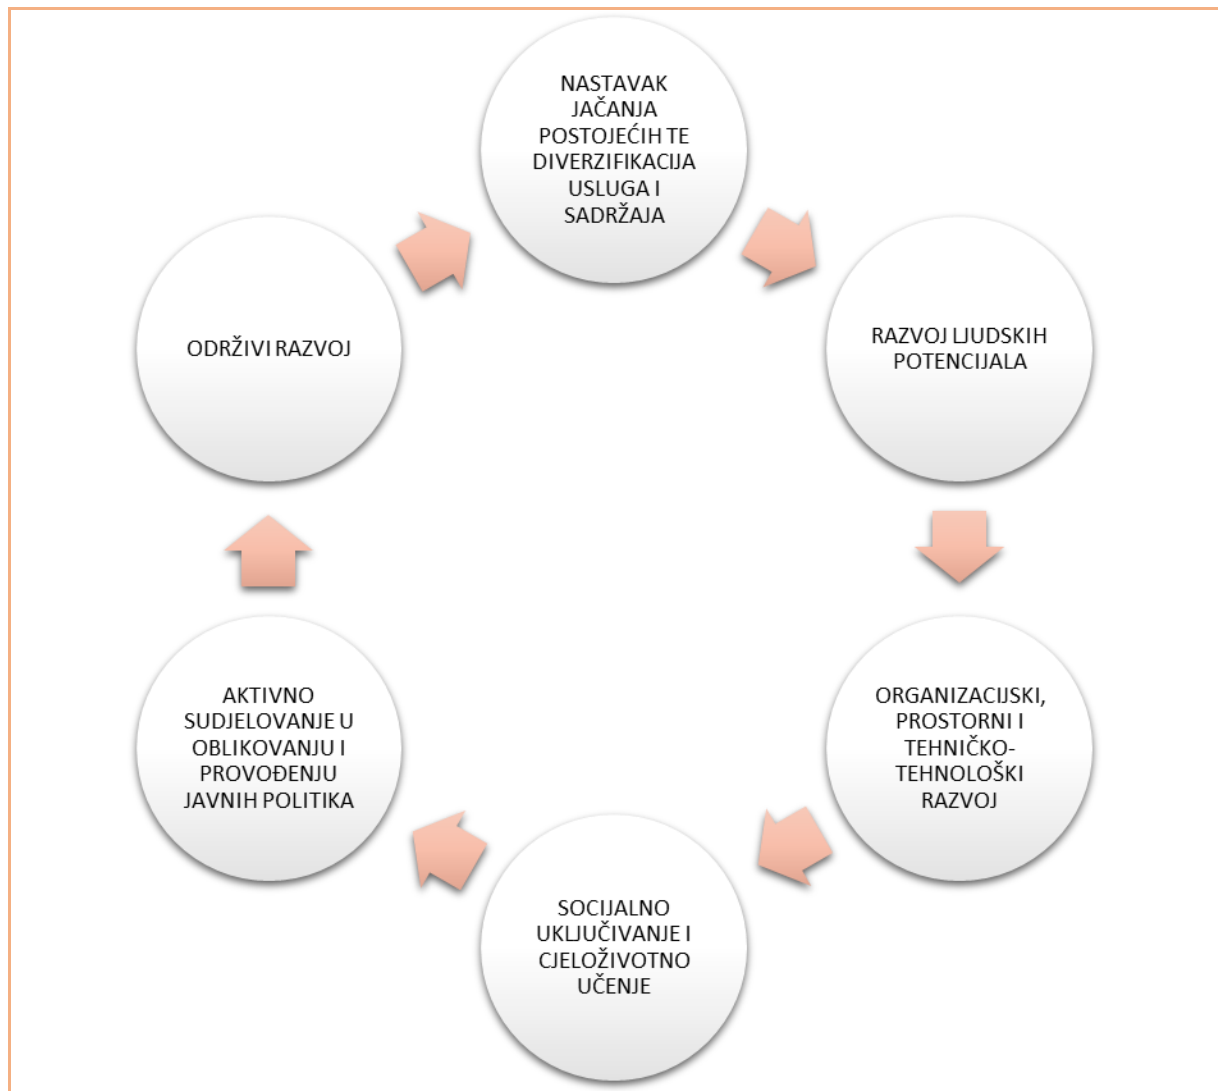 NASTAVAK
JAČANJA
POSTOJEĆIH TE
DIVERZIFIKACIJA
USLUGA I
SADRŽAJA
RAZVOJ LJUDSKIH
POTENCIJALA
ORGANIZACIJSKI,
PROSTORNI I
TEHNIČKO-
TEHNOLOŠKI
RAZVOJ
SOCIJALNO
UKLJUČIVANJE I
CJELOŽIVOTNO
UČENJE
AKTIVNO
SUDJELOVANJE U
OBLIKOVANJU I
PROVOĐENJU
JAVNIH POLITIKA
ODRŽIVI RAZVOJ